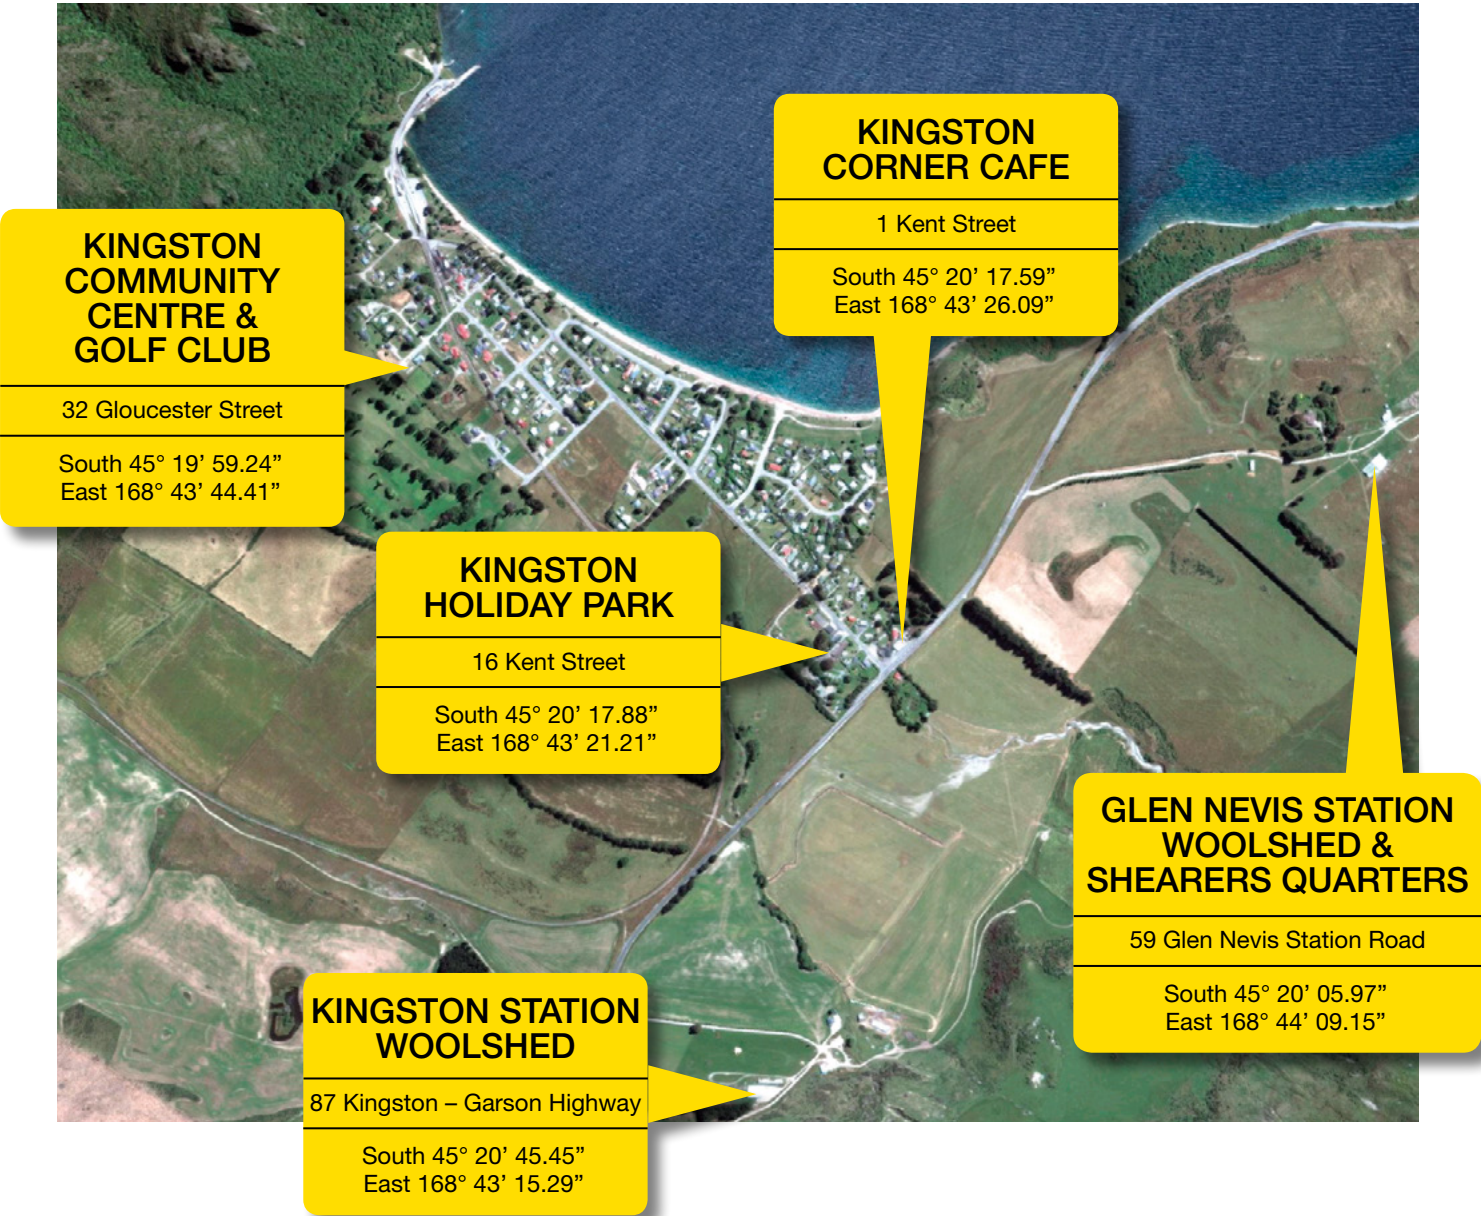 KINGSTON
CORNER CAFE
1 Kent Street
South 45° 20’ 17.59”
East 168° 43’ 26.09”
KINGSTON
COMMUNITY
CENTRE &
GOLF CLUB
32 Gloucester Street
South 45° 19’ 59.24”
East 168° 43’ 44.41”
KINGSTON
HOLIDAY PARK
16 Kent Street
South 45° 20’ 17.88”
East 168° 43’ 21.21”
GLEN NEVIS STATION
WOOLSHED &
SHEARERS QUARTERS
59 Glen Nevis Station Road
South 45° 20’ 05.97”
East 168° 44’ 09.15”
KINGSTON STATION
WOOLSHED
87 Kingston – Garson Highway
South 45° 20’ 45.45”
East 168° 43’ 15.29”